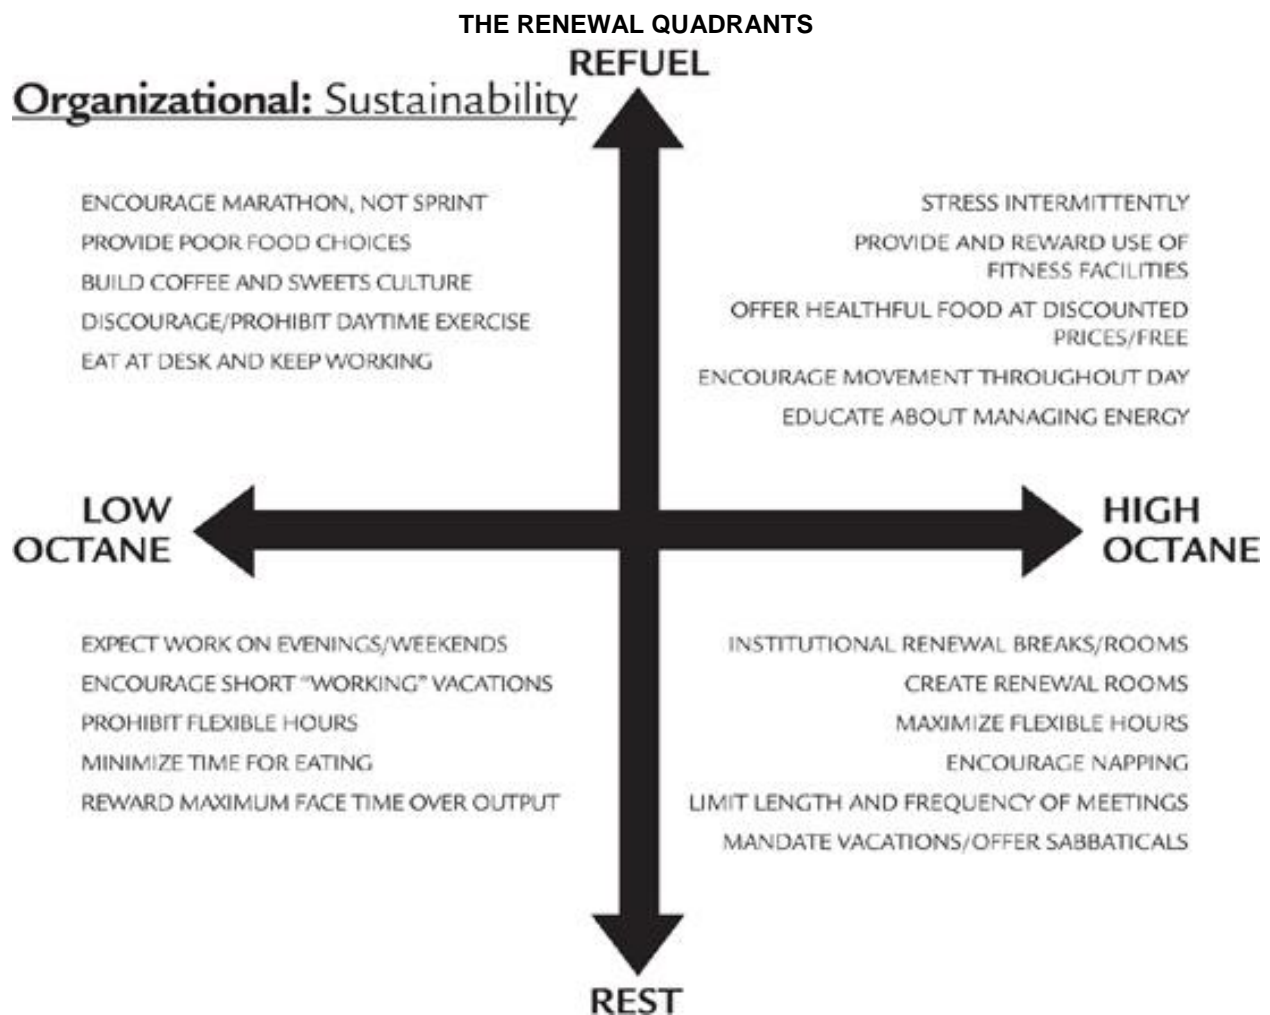 THE RENEWAL QUADRANTS
REFUEL
Organizational: Sustainability
ENCOURAGE MARATHON, NOT SPRINT
PROVIDE POOR FOOD CHOICES
BUILD COFFEE AND SWEETS CULTURE
DISCOURAGE/PROHIBIT DAYTIME EXERCISE
EAT AT DESK AND KEEP WORKING
STRESS INTERMITTENTLY
PROVIDE AND REWARD USE OF
FITNESS FACILITIES
OFFER HEALTHFUL FOOD AT DISCOUNTED
PRICES/FREE
ENCOURAGE MOVEMENT THROUGHOUT DAY
EDUCATE ABOUT MANAGING ENERGY
LOW
OCTANE
HIGH
OCTANE
EXPECT WORK ON EVENINGS/WEEKENDS
ENCOURAGE SHORT “WORKING” VACATIONS
PROHIBIT FLEXIBLE HOURS
MINIMIZE TIME FOR EATING
REWARD MAXIMUM FACE TIME OVER OUTPUT
INSTITUTIONAL RENEWAL BREAKS/ROOMS
CREATE RENEWAL ROOMS
MAXIMIZE FLEXIBLE HOURS
ENCOURAGE NAPPING
LIMIT LENGTH AND FREQUENCY OF MEETINGS
MANDATE VACATIONS/OFFER SABBATICALS
REST